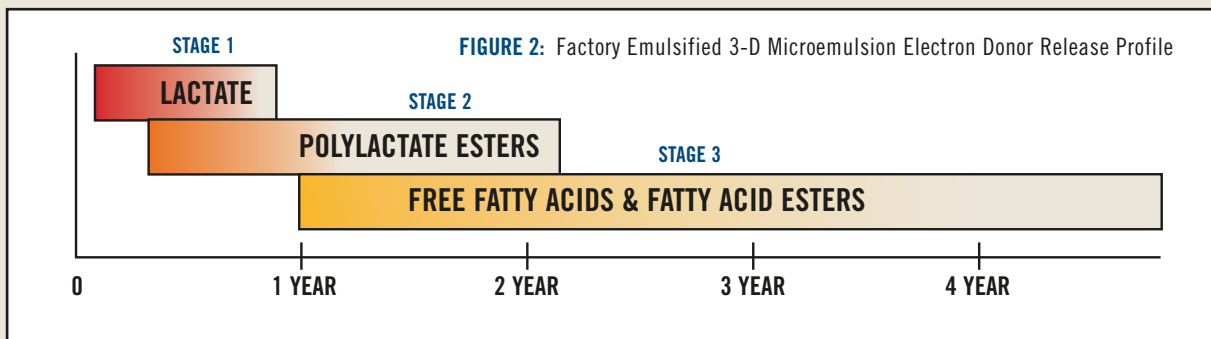 FIGURE 2: Factory Emulsified 3-D Microemulsion Electron Donor Release Profile
STAGE 1
LACTATE
STAGE 2
POLYLACTATE ESTERS
STAGE 3
FREE FATTY ACIDS & FATTY ACID ESTERS
0 1 YEAR 2 YEAR 3 YEAR 4 YEAR